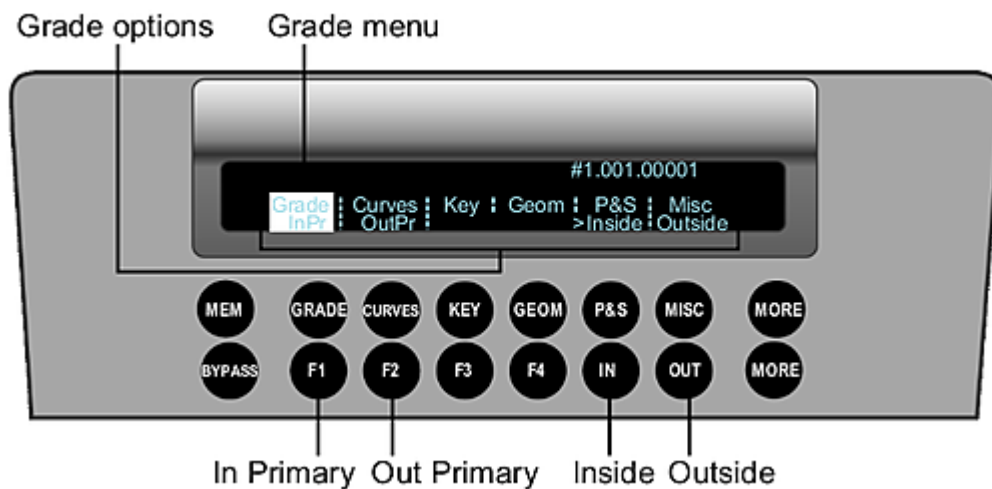 Grade options Grade menu
#1.001.00001
Grade Curves Key Geom P&S Misc
InPr OutPr >Inside Outside
MEM GRADE CURVES KEY GEOM P&S MISC MORE
BYPASS F1 F2 F3 F4 IN OUT MORE
In Primary Out Primary Inside Outside